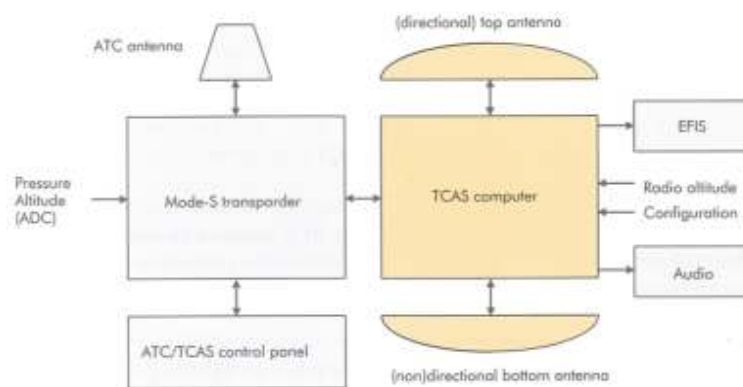 (directional) top antenna
ATC antenna
EFIS
Pressure
Altitude
(ADC)
Mode-S transporder
TCAS computer
Radio altitude
Configuration
Audio
ATC/TCAS control panel
(non)directional bottom antenna